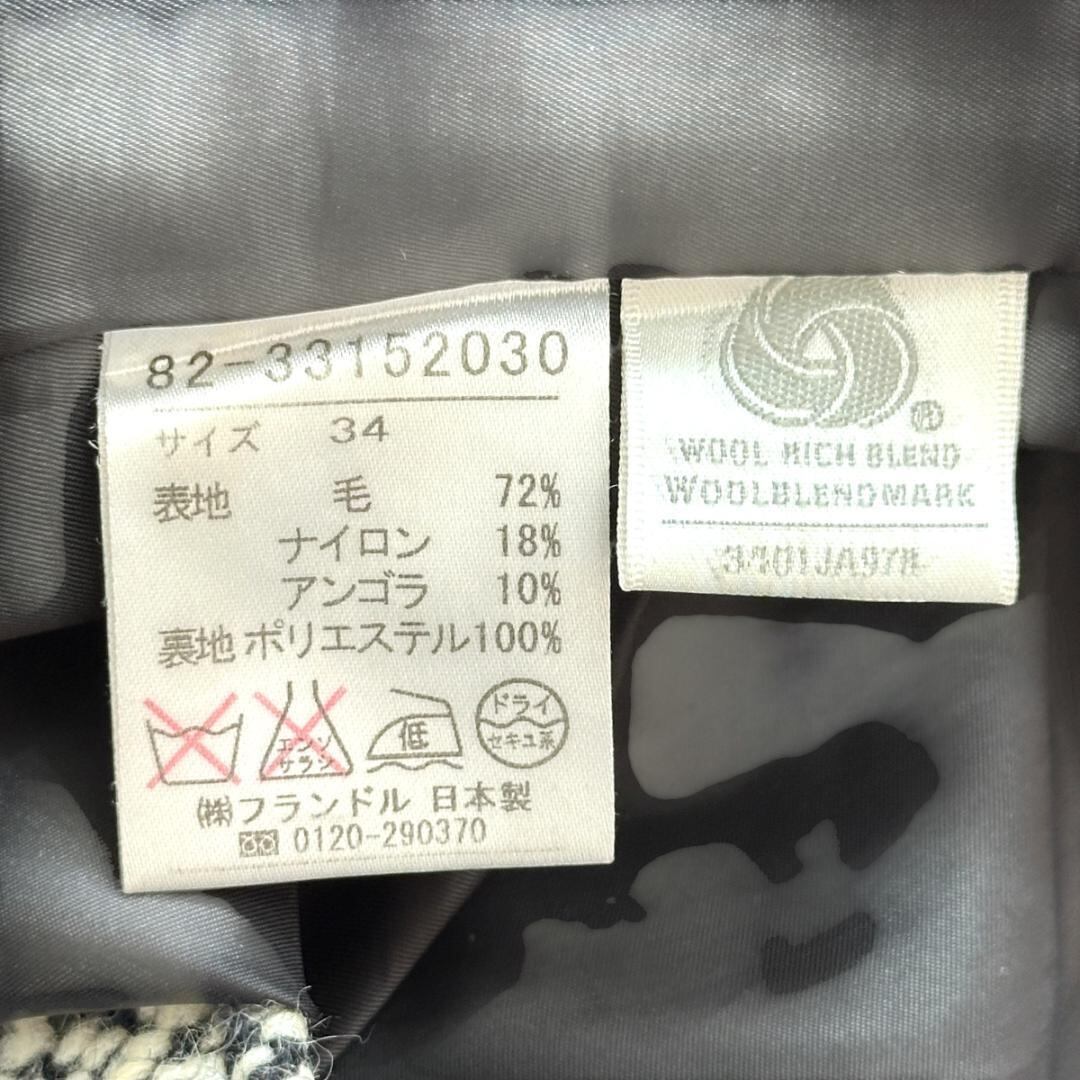 82-33152030
サイズ 34
表地 毛 72%
ナイロン 18%
アンゴラ 10%
裏地 ポリエステル 100%
エンソ
サラシ
低
ドライ
セキユ系
㈱フランドル 日本製
0120-290370
®
WOOL RICH BLEND
WOOLBLENDMARK